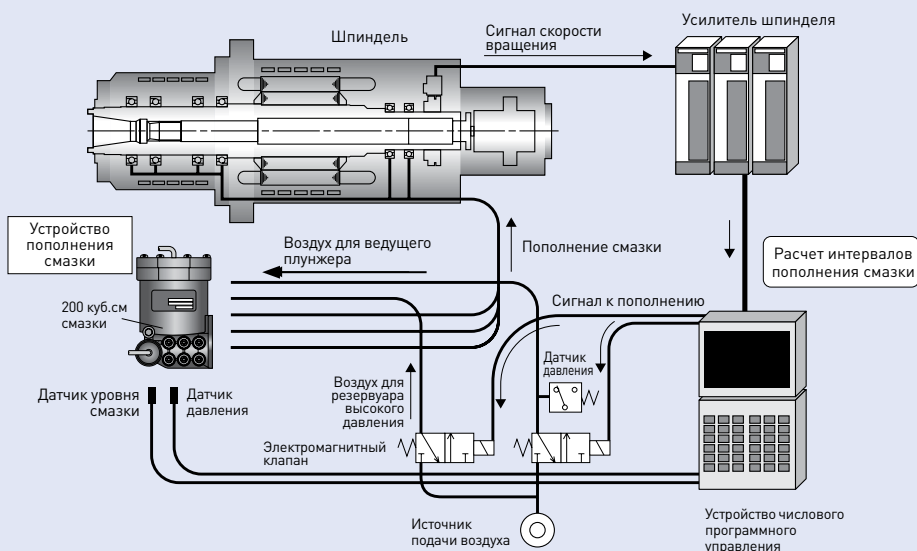 Шпиндель
Сигнал скорости
вращения
Усилитель шпинделя
Устройство
пополнения
смазки
Воздух для ведущего
плунжера
Пополнение смазки
Расчет интервалов
пополнения смазки
200 куб.см
смазки
Сигнал к пополнению
Датчик
давления
Датчик уровня
смазки
Датчик
давления
Воздух для
резервуара
высокого
давления
Электромагнитный
клапан
Источник
подачи воздуха
Устройство числового
программного
управления